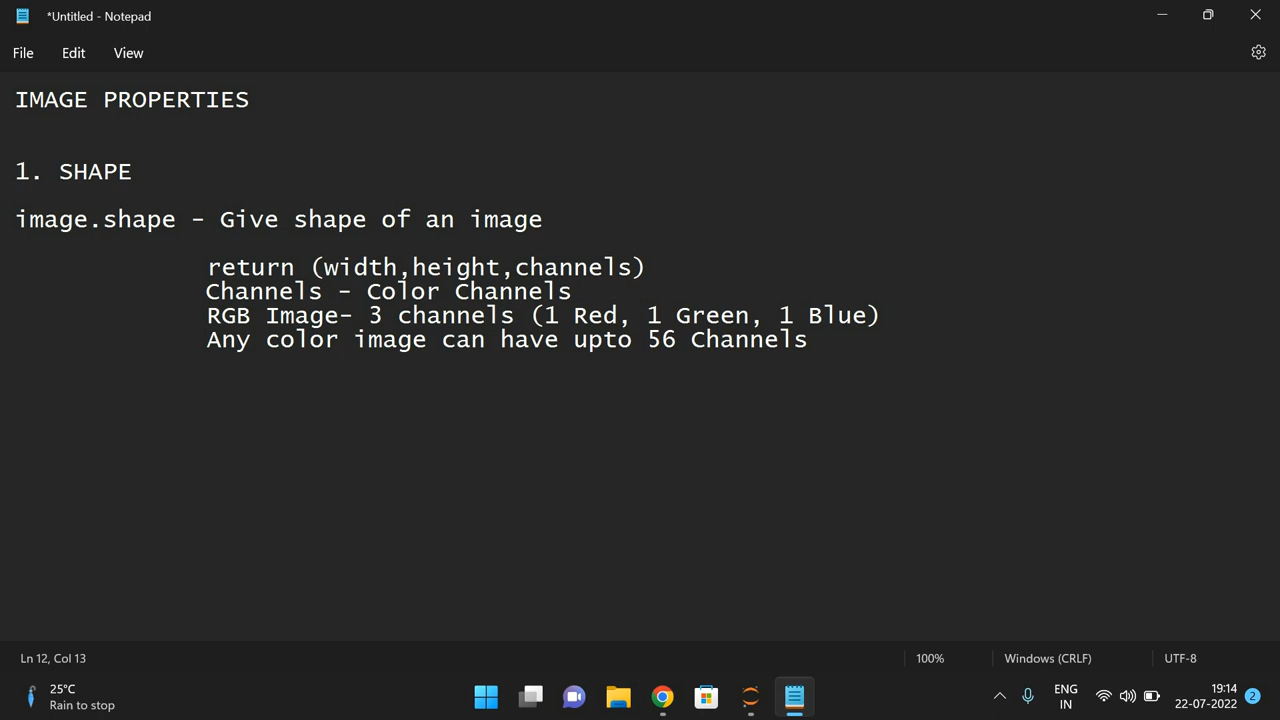 *Untitled - Notepad
File Edit View
IMAGE PROPERTIES
1. SHAPE
image.shape - Give shape of an image
return (width,height,channels)
Channels - Color Channels
RGB Image- 3 channels (1 Red, 1 Green, 1 Blue)
Any color image can have upto 56 Channels
Ln 12, Col 13 100% Windows (CRLF) UTF-8
25°C
Rain to stop
ENG
IN
19:14
22-07-2022
2